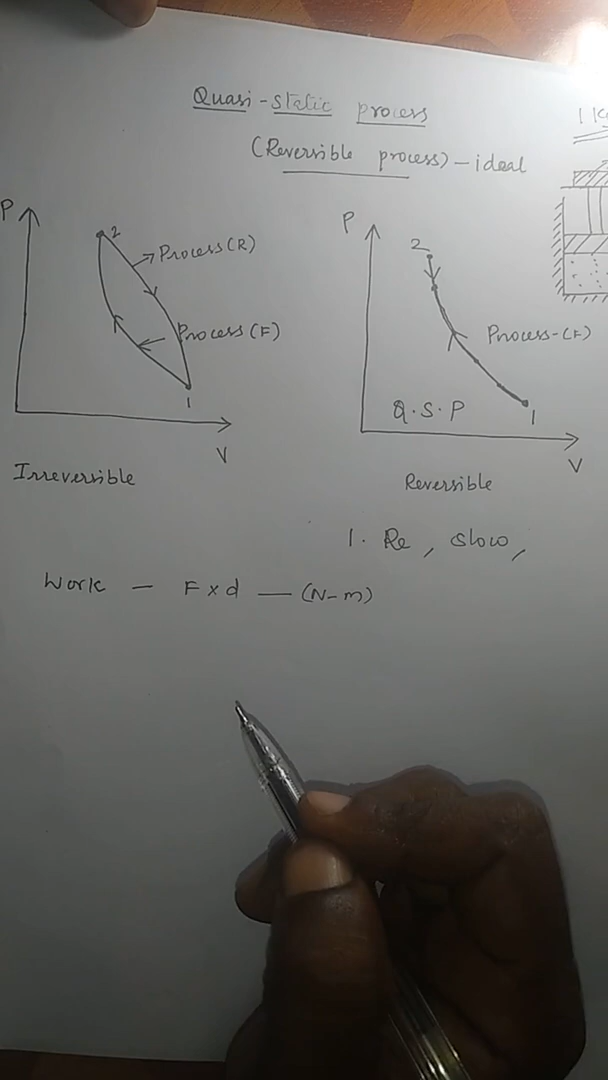 Quasi-static process
(Reversible process) - ideal
P
2
Process (R)
Process (F)
1
V
Irreversible
P
2
Process-(F)
Q.S.P
1
V
Reversible
1. Re, slow,
Work - F x d - (N-m)